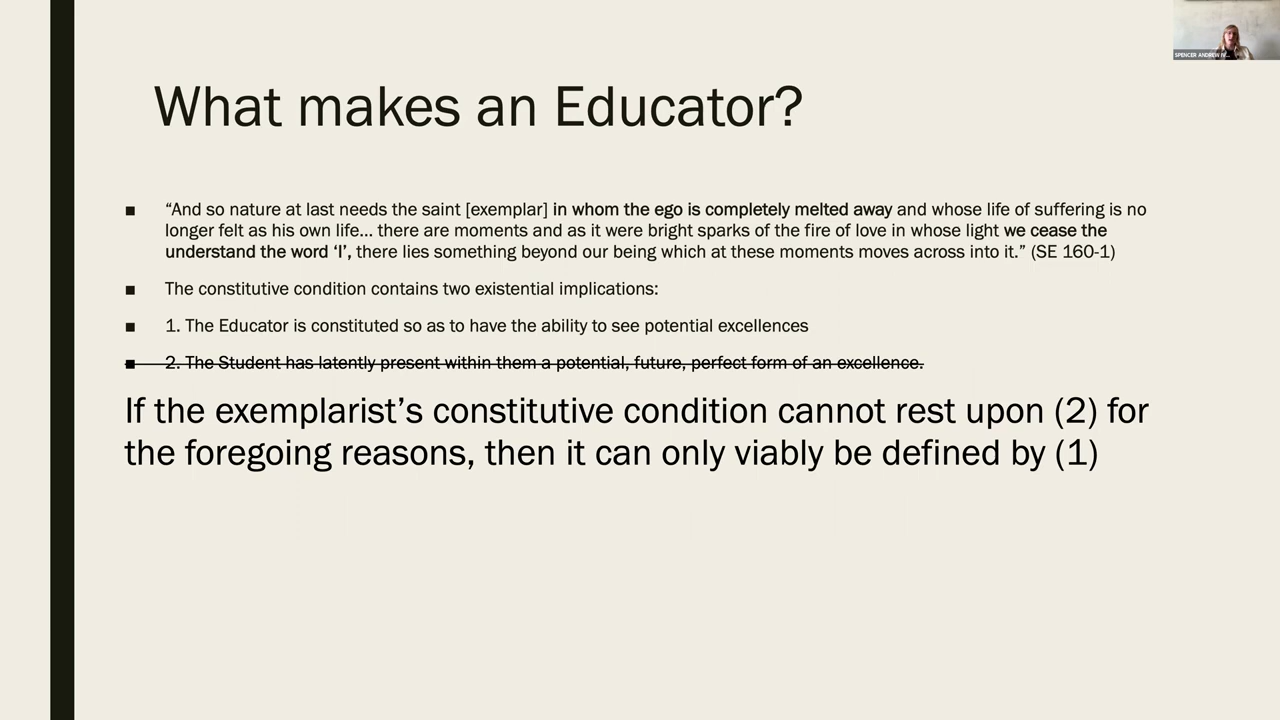 SPENCER ANDREW IV...
What makes an Educator?
■ “And so nature at last needs the saint [exemplar] in whom the ego is completely melted away and whose life of suffering is no
longer felt as his own life... there are moments and as it were bright sparks of the fire of love in whose light we cease the
understand the word ‘I’, there lies something beyond our being which at these moments moves across into it.” (SE 160-1)
■ The constitutive condition contains two existential implications:
■ 1. The Educator is constituted so as to have the ability to see potential excellences
■ 2. The Student has latently present within them a potential, future, perfect form of an excellence.
If the exemplarist’s constitutive condition cannot rest upon (2) for
the foregoing reasons, then it can only viably be defined by (1)